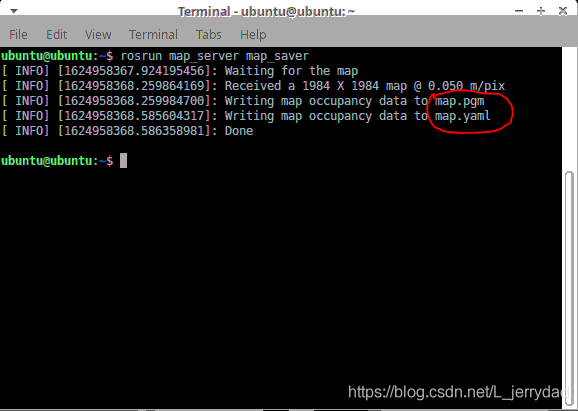 Terminal - ubuntu@ubuntu: ~
File Edit View Terminal Tabs Help
ubuntu@ubuntu:~$ rosrun map_server map_saver
[ INFO] [1624958367.924195456]: Waiting for the map
[ INFO] [1624958368.259864169]: Received a 1984 X 1984 map @ 0.050 m/pix
[ INFO] [1624958368.259984700]: Writing map occupancy data to map.pgm
[ INFO] [1624958368.585604317]: Writing map occupancy data to map.yaml
[ INFO] [1624958368.586358981]: Done
ubuntu@ubuntu:~$
https://blog.csdn.net/L_jerrydad